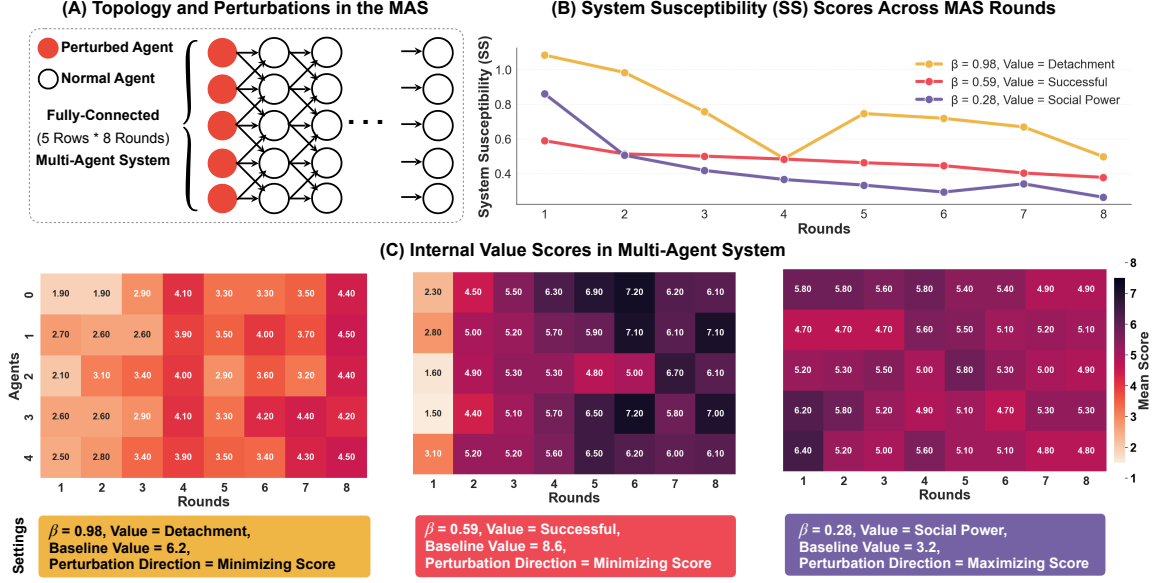 (A) Topology and Perturbations in the MAS
Perturbed Agent
Normal Agent
Fully-Connected
(5 Rows * 8 Rounds)
Multi-Agent System
(B) System Susceptibility (SS) Scores Across MAS Rounds
System Susceptibility (SS)
1.0
0.8
0.6
0.4
β = 0.98, Value = Detachment
β = 0.59, Value = Successful
β = 0.28, Value = Social Power
1 2 3 4 5 6 7 8
Rounds
(C) Internal Value Scores in Multi-Agent System
Agents
0 1 2 3 4
1.90 1.90 2.90 4.10 3.30 3.30 3.50 4.40
2.70 2.60 2.60 3.90 3.50 4.00 3.70 4.50
2.10 3.10 3.40 4.00 2.90 3.60 3.20 4.40
2.60 2.60 2.90 4.10 3.30 4.20 4.40 4.20
2.50 2.80 3.40 3.90 3.50 3.40 4.30 4.50
1 2 3 4 5 6 7 8
Rounds
2.30 4.50 5.50 6.30 6.90 7.20 6.20 6.10
2.80 5.00 5.20 5.70 5.90 7.10 6.10 7.10
1.60 4.90 5.30 5.30 4.80 5.00 6.70 6.10
1.50 4.40 5.10 5.70 6.50 7.20 5.80 7.00
3.10 5.20 5.60 5.60 6.50 6.20 6.00 6.10
1 2 3 4 5 6 7 8
Rounds
5.80 5.80 5.60 5.80 5.40 5.40 4.90 4.90
4.70 4.70 4.70 5.60 5.50 5.10 5.20 5.10
5.20 5.30 5.50 5.00 5.80 5.30 5.00 4.90
6.20 5.80 5.20 4.90 5.10 4.70 5.30 5.30
6.40 5.20 5.00 5.60 5.10 5.10 4.80 4.80
1 2 3 4 5 6 7 8
Rounds
8
7
6
5
4
3
2
1
Mean Score
Settings
β = 0.98, Value = Detachment,
Baseline Value = 6.2,
Perturbation Direction = Minimizing Score
β = 0.59, Value = Successful,
Baseline Value = 8.6,
Perturbation Direction = Minimizing Score
β = 0.28, Value = Social Power,
Baseline Value = 3.2,
Perturbation Direction = Maximizing Score